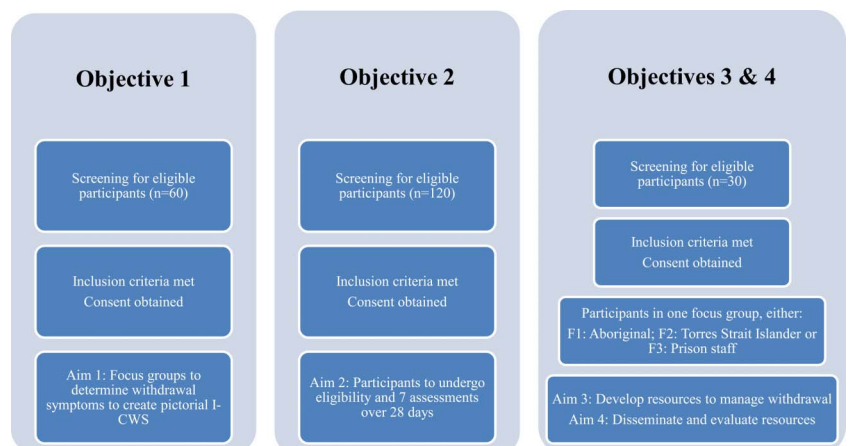 Objective 1
Screening for eligible
participants (n=60)
Inclusion criteria met
Consent obtained
Aim 1: Focus groups to
determine withdrawal
symptoms to create pictorial I-
CWS
Objective 2
Screening for eligible
participants (n=120)
Inclusion criteria met
Consent obtained
Aim 2: Participants to undergo
eligibility and 7 assessments
over 28 days
Objectives 3 & 4
Screening for eligible
participants (n=30)
Inclusion criteria met
Consent obtained
Participants in one focus group, either:
F1: Aboriginal; F2: Torres Strait Islander or
F3: Prison staff
Aim 3: Develop resources to manage withdrawal
Aim 4: Disseminate and evaluate resources